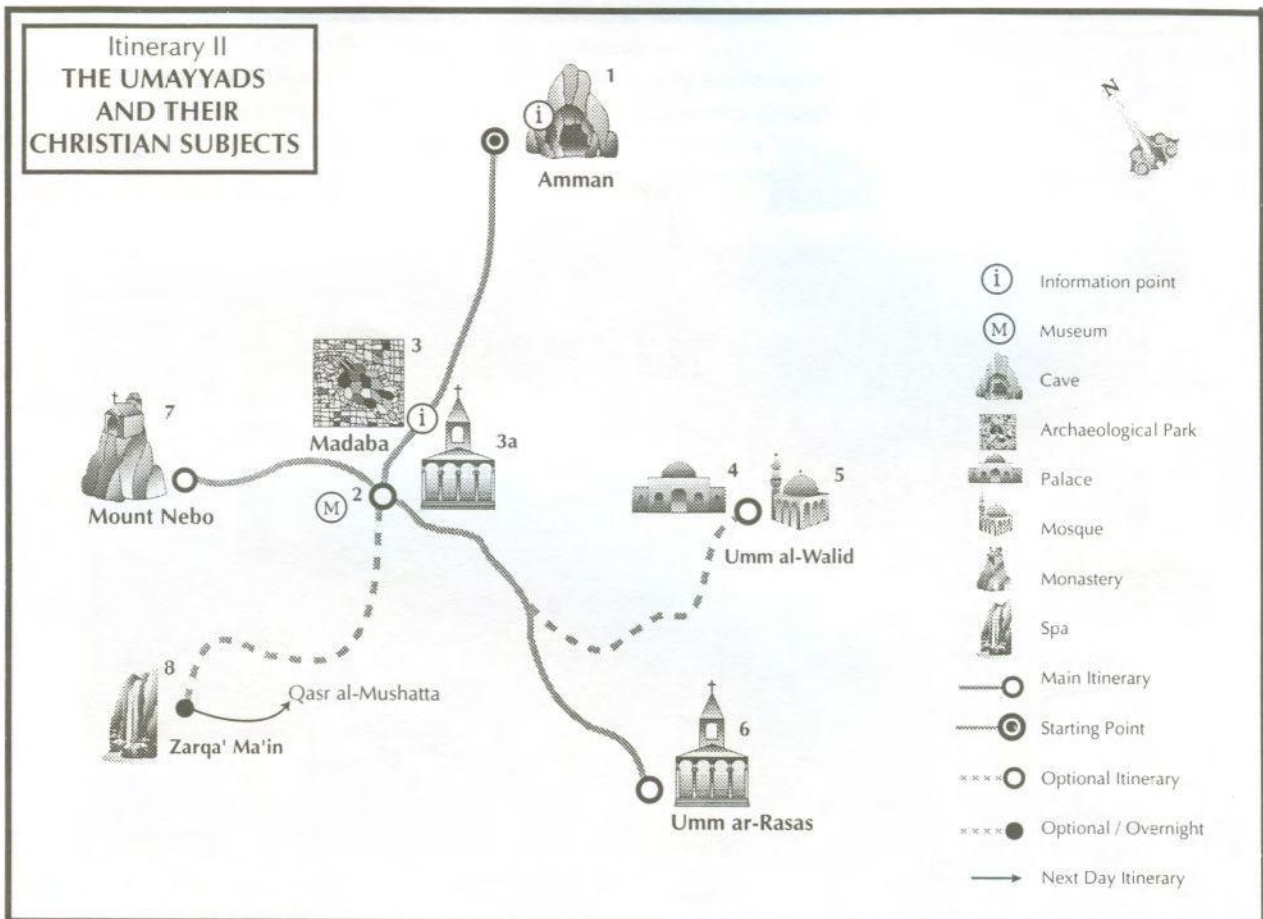 Itinerary II
THE UMAYYADS
AND THEIR
CHRISTIAN SUBJECTS
1
i
Amman
N
3
Madaba
i
3a
7
Mount Nebo
M
2
4
5
Umm al-Walid
8
Qasr al-Mushatta
Zarqa' Ma'in
6
Umm ar-Rasas
i Information point
M Museum
Cave
Archaeological Park
Palace
Mosque
Monastery
Spa
Main Itinerary
Starting Point
Optional Itinerary
Optional / Overnight
Next Day Itinerary